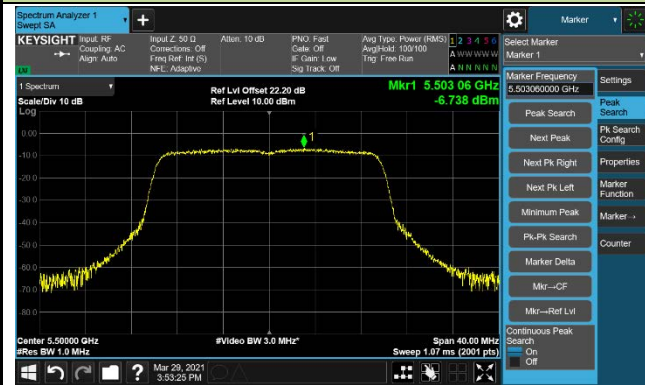 Spectrum Analyzer 1
Swept SA
Marker
KEYSIGHT
Input: RF
Coupling: AC
Align: Auto
Input Z: 50 Ω
Corrections: Off
Freq Ref: Int (S)
NFE: Adaptive
Atten: 10 dB
PNO: Fast
Gate: Off
IF Gain: Low
Sig Track: Off
Avg Type: Power (RMS)
Avg|Hold: 100/100
Trig: Free Run
1 2 3 4 5 6
A W W W W W
A N N N N N
Select Marker
Marker 1
1 Spectrum
Scale/Div 10 dB
Log
Ref Lvl Offset 22.20 dB
Ref Level 10.00 dBm
Mkr1 5.503 06 GHz
-6.738 dBm
0.00
-10.0
-20.0
-30.0
-40.0
-50.0
-60.0
-70.0
-80.0
1
Center 5.50000 GHz
#Res BW 1.0 MHz
#Video BW 3.0 MHz*
Span 40.00 MHz
Sweep 1.07 ms (2001 pts)
Marker Frequency
5.503060000 GHz
Peak Search
Next Peak
Next Pk Right
Next Pk Left
Minimum Peak
Pk-Pk Search
Marker Delta
Mkr→CF
Mkr→Ref Lvl
Continuous Peak
Search
On
Off
Settings
Peak
Search
Pk Search
Config
Properties
Marker
Function
Marker→
Counter
Mar 29, 2021
3:53:25 PM